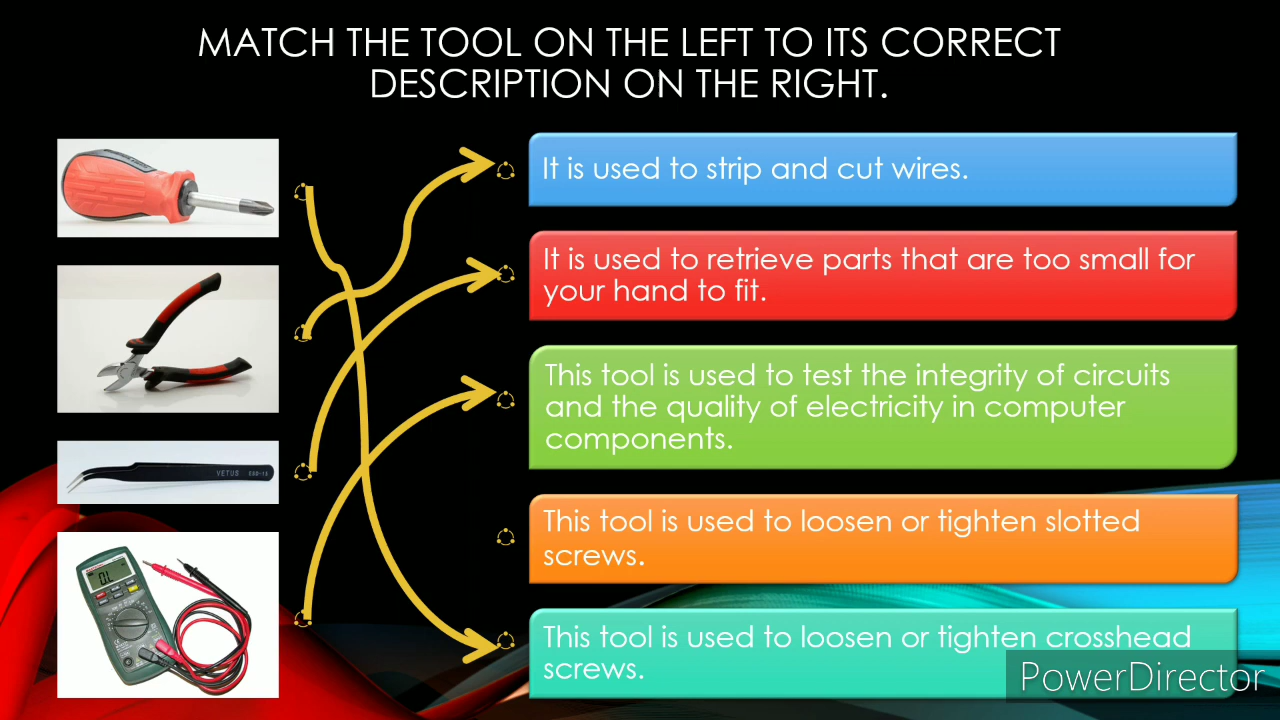 MATCH THE TOOL ON THE LEFT TO ITS CORRECT
DESCRIPTION ON THE RIGHT.
It is used to strip and cut wires.
It is used to retrieve parts that are too small for
your hand to fit.
VETUS ESD-15
This tool is used to test the integrity of circuits
and the quality of electricity in computer
components.
This tool is used to loosen or tighten slotted
screws.
0L
This tool is used to loosen or tighten crosshead
screws.
PowerDirector